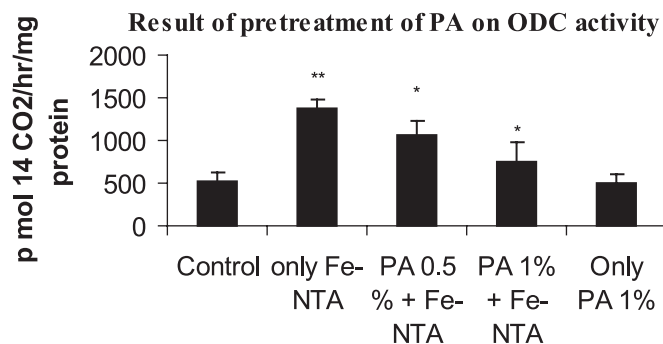 Result of pretreatment of PA on ODC activity
p mol 14 CO2/hr/mg
protein
2000
1500
1000
500
0
**
*
*
Control
only Fe-
NTA
PA 0.5
% + Fe-
NTA
PA 1%
+ Fe-
NTA
Only
PA 1%